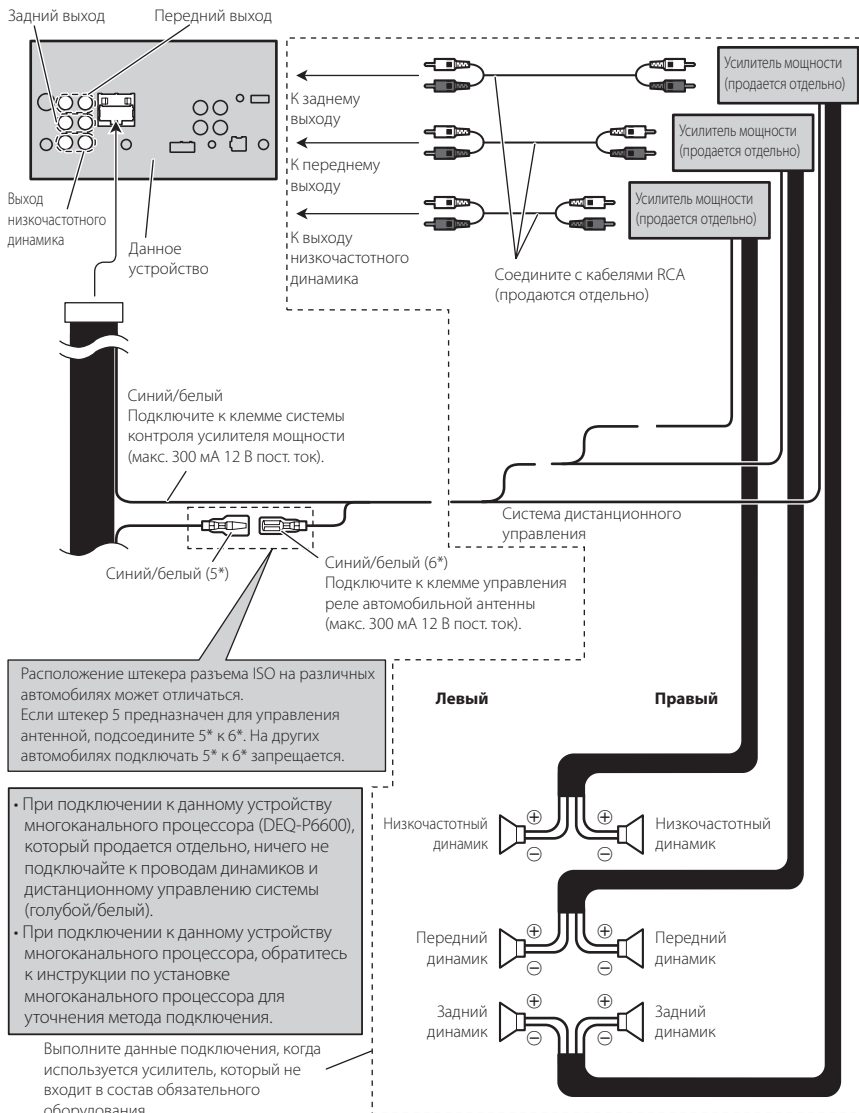 Задний выход
Передний выход
Усилитель мощности
(продается отдельно)
К заднему
выходу
Усилитель мощности
(продается отдельно)
К переднему
выходу
Усилитель мощности
(продается отдельно)
Выход
низкочастотного
динамика
Данное
устройство
К выходу
низкочастотного
динамика
Соедините с кабелями RCA
(продаются отдельно)
Синий/белый
Подключите к клемме системы
контроля усилителя мощности
(макс. 300 мА 12 В пост. ток).
Система дистанционного
управления
Синий/белый (5*)
Синий/белый (6*)
Подключите к клемме управления
реле автомобильной антенны
(макс. 300 мА 12 В пост. ток).
Расположение штекера разъема ISO на различных
автомобилях может отличаться.
Если штекер 5 предназначен для управления
антенной, подсоедините 5* к 6*. На других
автомобилях подключать 5* к 6* запрещается.
Левый
Правый
• При подключении к данному устройству
многоканального процессора (DEQ-P6600),
который продается отдельно, ничего не
подключайте к проводам динамиков и
дистанционному управлению системы
(голубой/белый).
• При подключении к данному устройству
многоканального процессора, обратитесь
к инструкции по установке
многоканального процессора для
уточнения метода подключения.
Низкочастотный
динамик
⊕
⊖
⊕
⊖
Низкочастотный
динамик
Передний
динамик
⊕
⊖
⊕
⊖
Передний
динамик
Задний
динамик
⊕
⊖
⊕
⊖
Задний
динамик
Выполните данные подключения, когда
используется усилитель, который не
входит в состав обязательного
оборудования